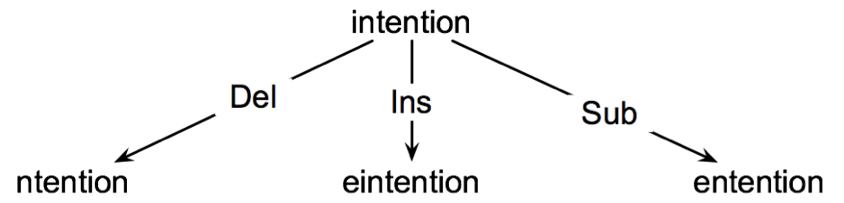 intention
Del
Ins
Sub
ntention
eintention
entention